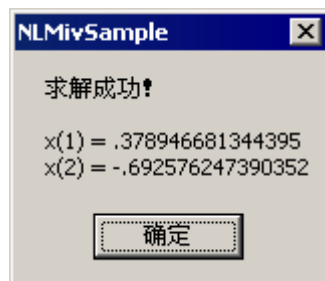 NLMivSample
求解成功!
x(1) = .378946681344395
x(2) = -.692576247390352
确定